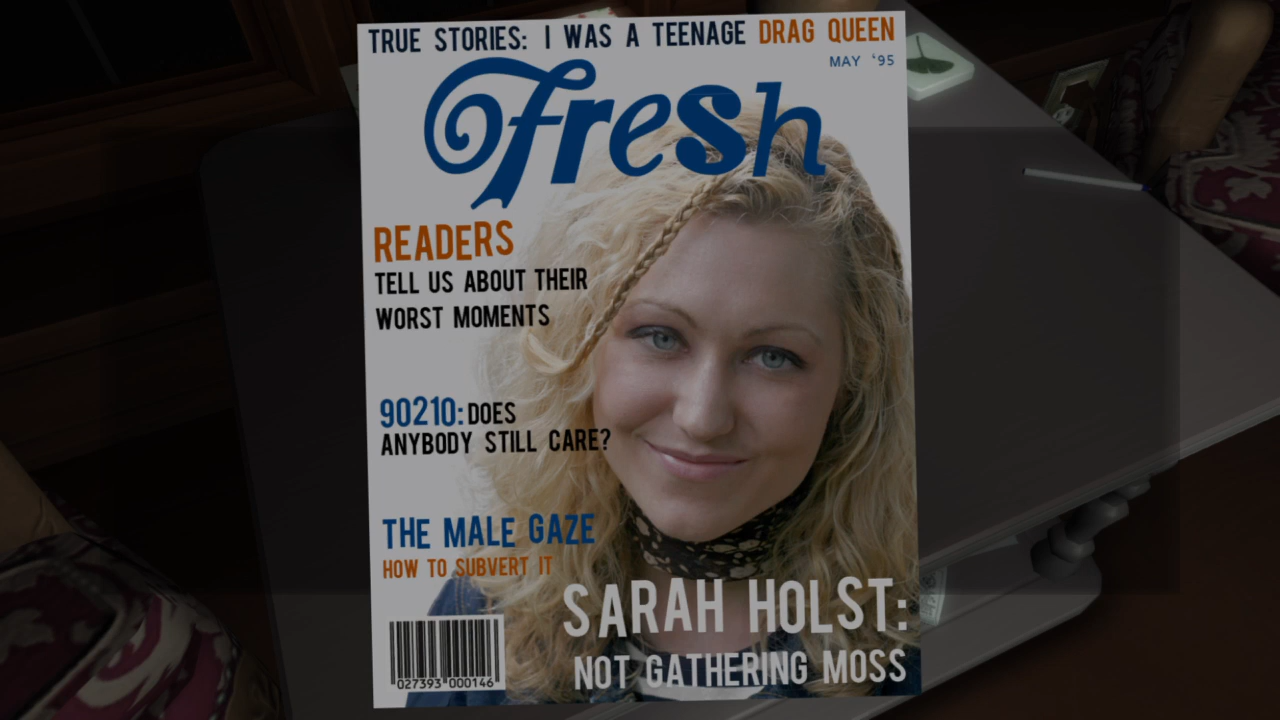 TRUE STORIES: I WAS A TEENAGE DRAG QUEEN
MAY '95
Fresh
READERS
TELL US ABOUT THEIR
WORST MOMENTS
90210: DOES
ANYBODY STILL CARE?
THE MALE GAZE
HOW TO SUBVERT IT
SARAH HOLST:
NOT GATHERING MOSS
027393 000146